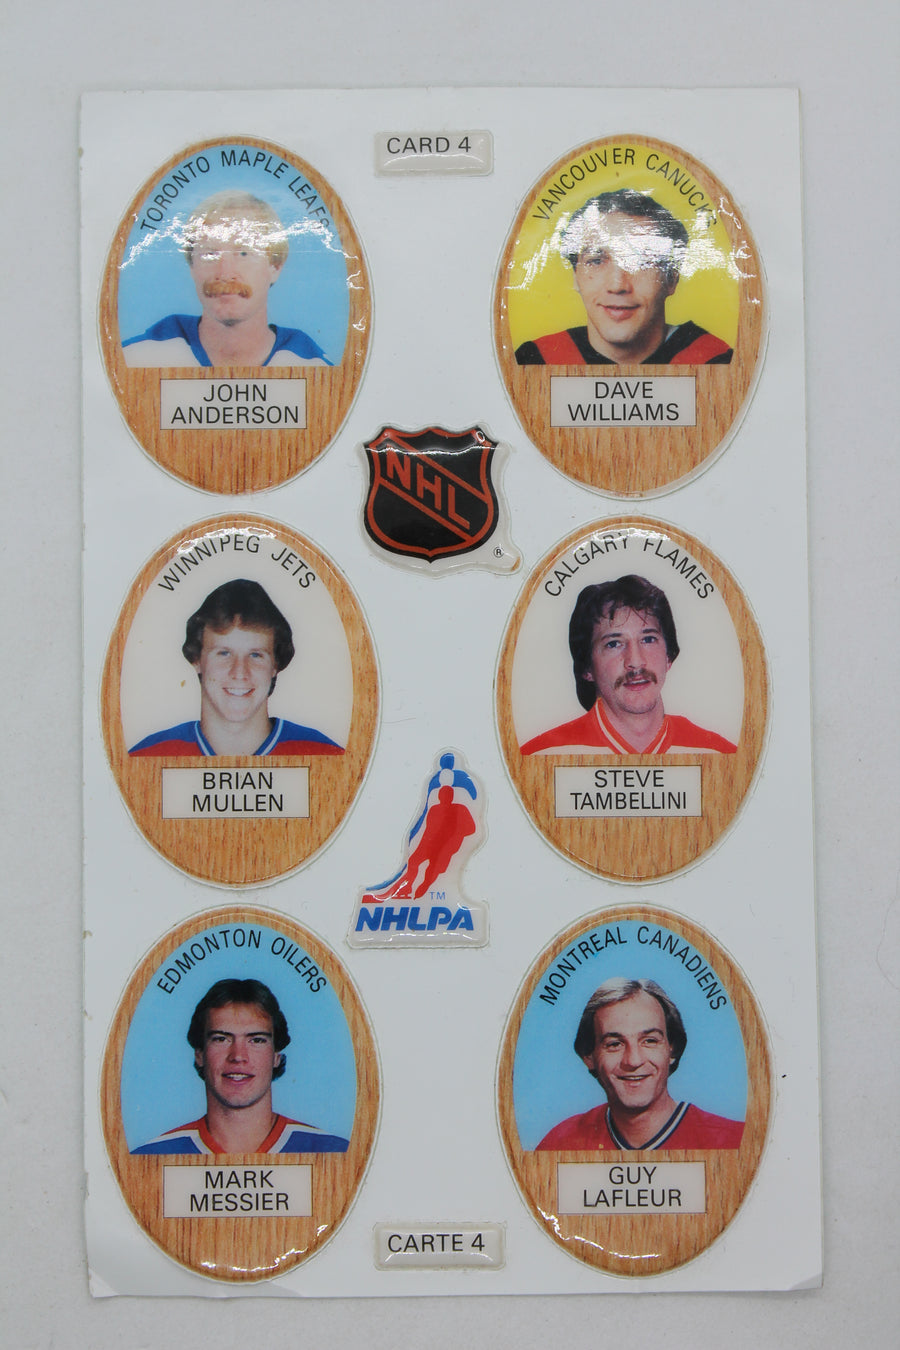 CARD 4
TORONTO MAPLE LEAFS
JOHN
ANDERSON
VANCOUVER CANUCKS
DAVE
WILLIAMS
NHL
®
WINNIPEG JETS
BRIAN
MULLEN
CALGARY FLAMES
STEVE
TAMBELLINI
TM
NHLPA
EDMONTON OILERS
MARK
MESSIER
MONTREAL CANADIENS
GUY
LAFLEUR
CARTE 4